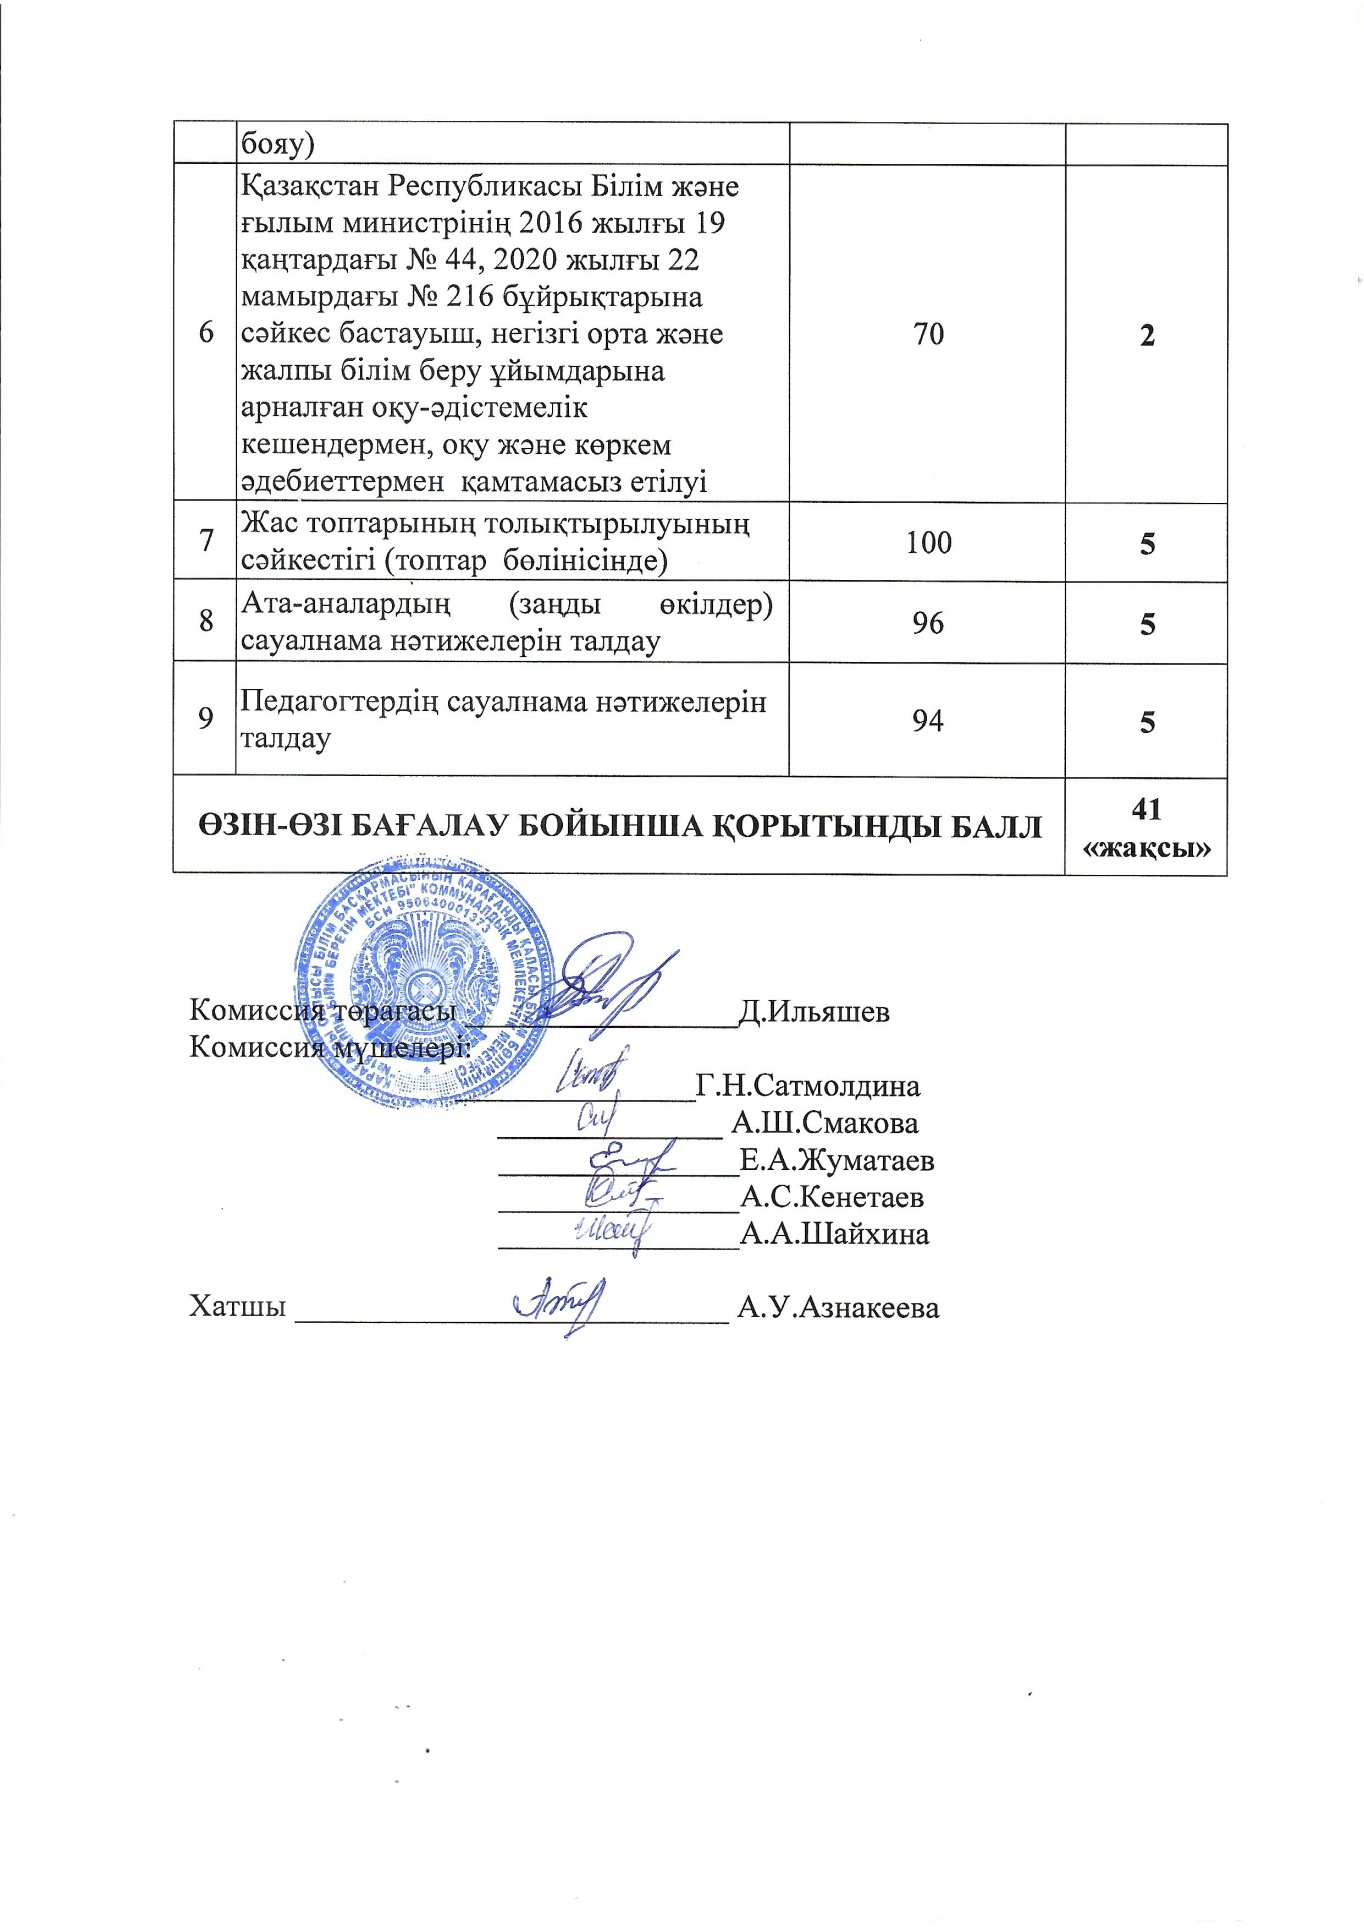 бояу)
Қазақстан Республикасы Білім және
ғылым министрінің 2016 жылғы 19
қаңтардағы № 44, 2020 жылғы 22
мамырдағы № 216 бұйрықтарына
6 сәйкес бастауыш, негізгі орта және 70 2
жалпы білім беру ұйымдарына
арналған оқу-әдістемелік
кешендермен, оқу және көркем
әдебиеттермен қамтамасыз етілуі
7 Жас топтарының толықтырылуының 100 5
сәйкестігі (топтар бөлінісінде)
8 Ата-аналардың (заңды өкілдер) 96 5
сауалнама нәтижелерін талдау
9 Педагогтердің сауалнама нәтижелерін 94 5
талдау
ӨЗІН-ӨЗІ БАҒАЛАУ БОЙЫНША ҚОРЫТЫНДЫ БАЛЛ 41
«жақсы»
БСН 950640001373
Комиссия төрағасы Д.Ильяшев
Комиссия мүшелері:
Г.Н.Сатмолдина
А.Ш.Смакова
Е.А.Жуматаев
А.С.Кенетаев
А.А.Шайхина
Хатшы А.У.Азнакеева